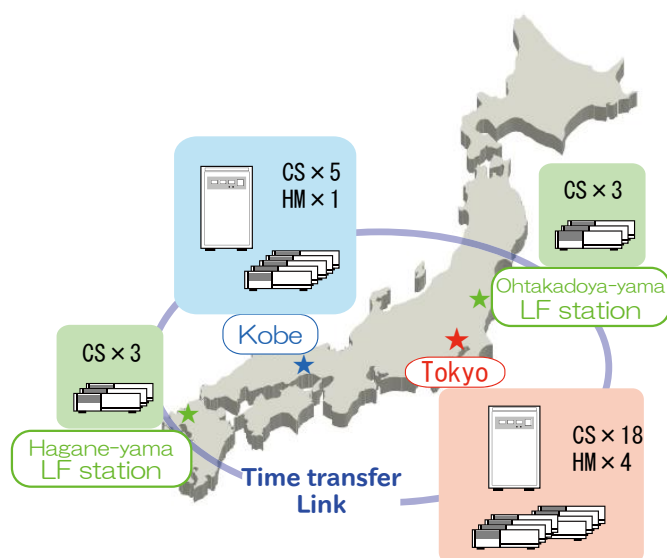 CS×5
HM×1
CS×3
Ohtakadoya-yama
LF station
Kobe
CS×3
Tokyo
Hagane-yama
LF station
Time transfer
Link
CS×18
HM×4